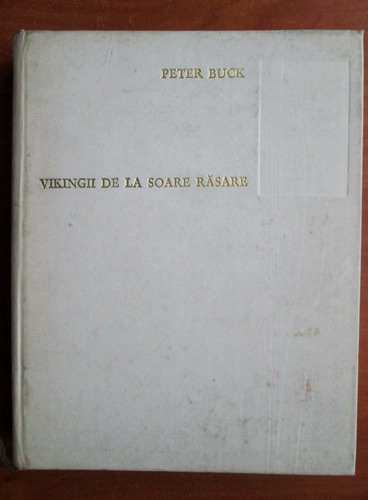 PETER BUCK
VIKINGII DE LA SOARE RĂSARE